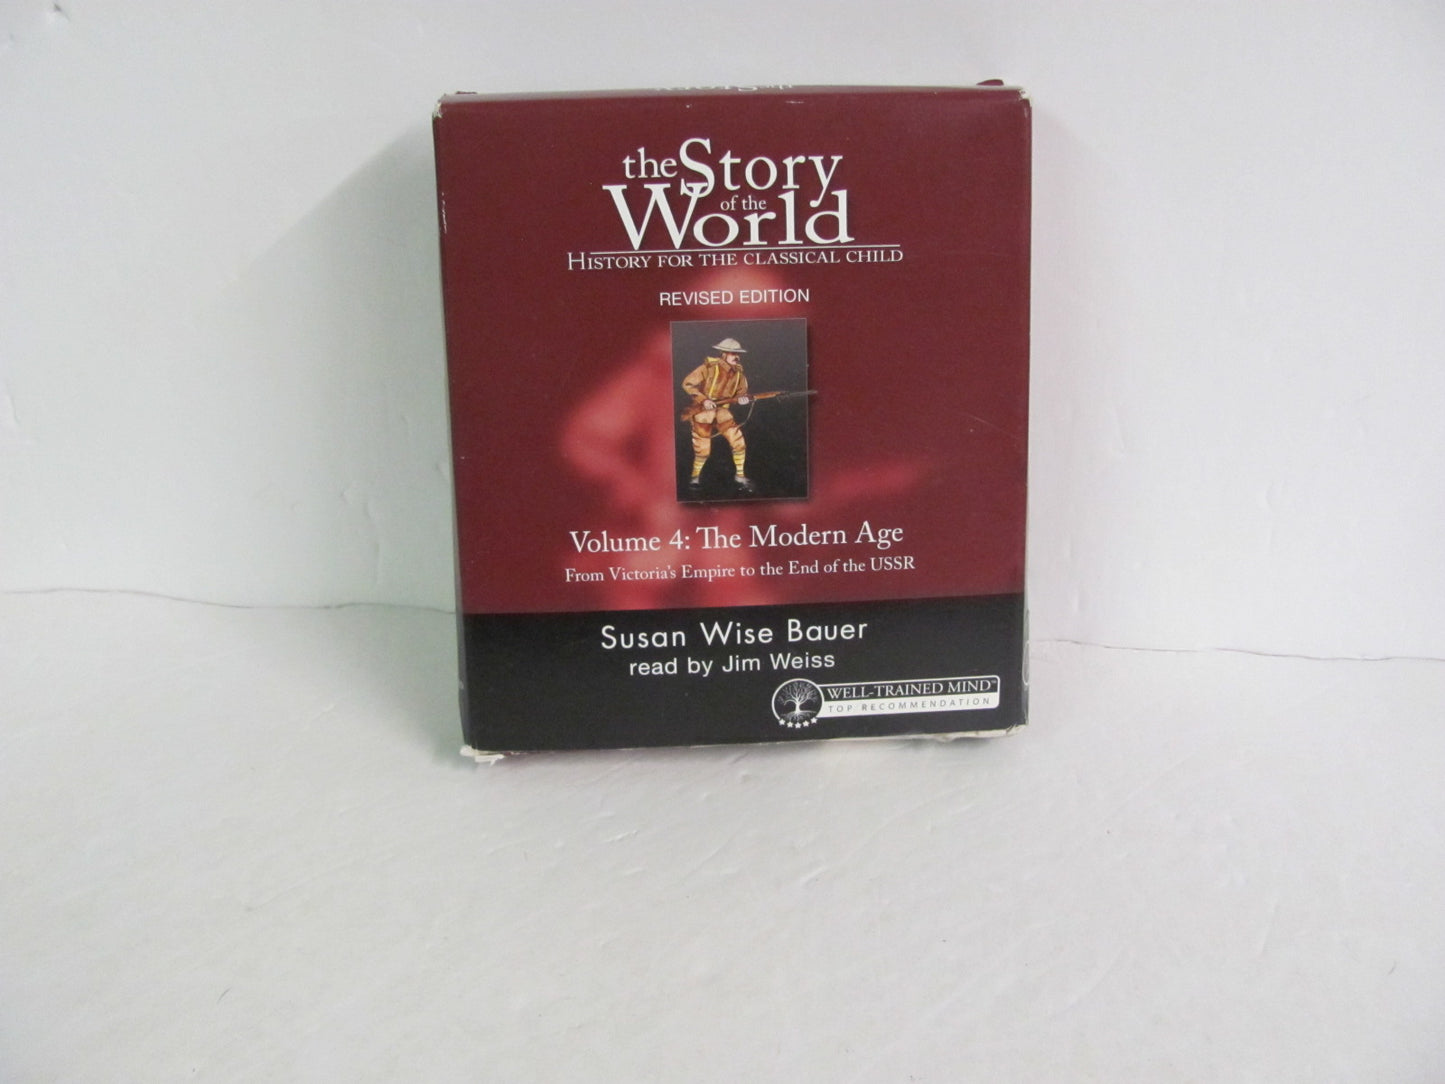 the Story
of the
World
HISTORY FOR THE CLASSICAL CHILD
REVISED EDITION
Volume 4: The Modern Age
From Victoria's Empire to the End of the USSR
Susan Wise Bauer
read by Jim Weiss
WELL-TRAINED MIND™
TOP RECOMMENDATION